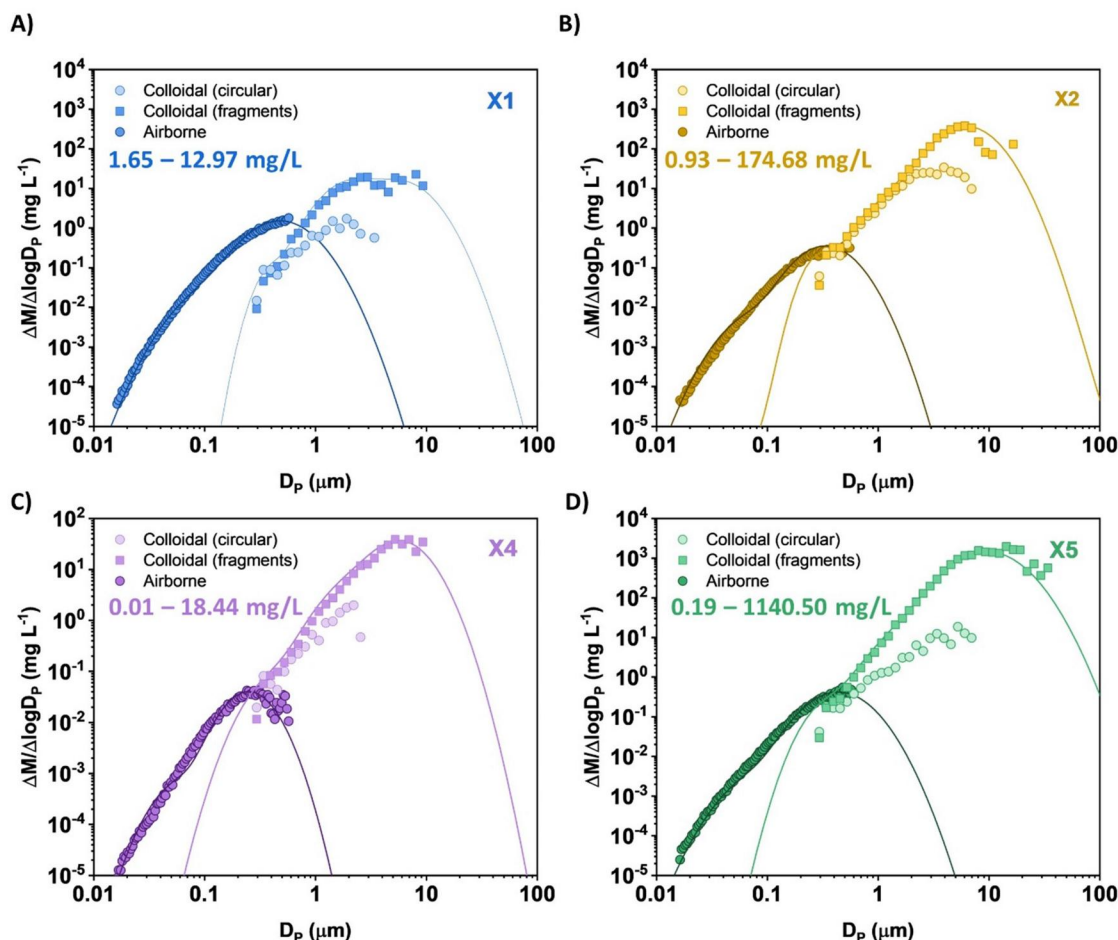 A)
10⁴
10³
10²
10¹
10⁰
10⁻¹
10⁻²
10⁻³
10⁻⁴
10⁻⁵
ΔM/ΔlogD_P (mg L⁻¹)
Colloidal (circular)
Colloidal (fragments)
Airborne
X1
1.65 – 12.97 mg/L
0.01 0.1 1 10 100
D_P (μm)
B)
10⁴
10³
10²
10¹
10⁰
10⁻¹
10⁻²
10⁻³
10⁻⁴
10⁻⁵
ΔM/ΔlogD_P (mg L⁻¹)
Colloidal (circular)
Colloidal (fragments)
Airborne
X2
0.93 – 174.68 mg/L
0.01 0.1 1 10 100
D_P (μm)
C)
10²
10¹
10⁰
10⁻¹
10⁻²
10⁻³
10⁻⁴
10⁻⁵
ΔM/ΔlogD_P (mg L⁻¹)
Colloidal (circular)
Colloidal (fragments)
Airborne
X4
0.01 – 18.44 mg/L
0.01 0.1 1 10 100
D_P (μm)
D)
10⁴
10³
10²
10¹
10⁰
10⁻¹
10⁻²
10⁻³
10⁻⁴
10⁻⁵
ΔM/ΔlogD_P (mg L⁻¹)
Colloidal (circular)
Colloidal (fragments)
Airborne
X5
0.19 – 1140.50 mg/L
0.01 0.1 1 10 100
D_P (μm)